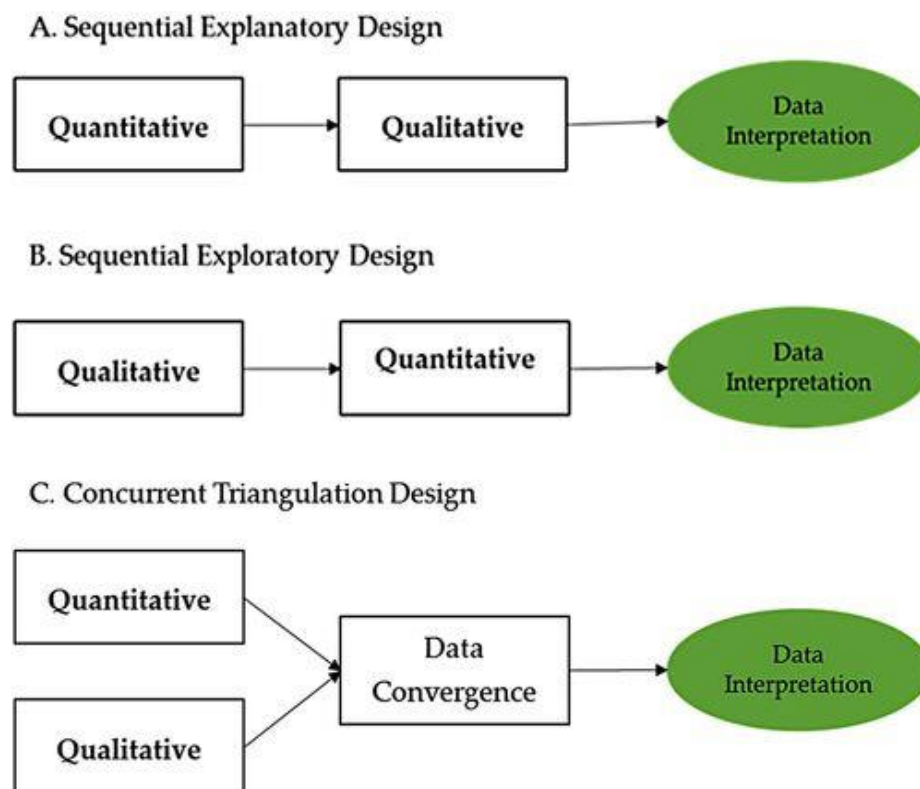 A. Sequential Explanatory Design
Quantitative
Qualitative
Data
Interpretation
B. Sequential Exploratory Design
Qualitative
Quantitative
Data
Interpretation
C. Concurrent Triangulation Design
Quantitative
Qualitative
Data
Convergence
Data
Interpretation